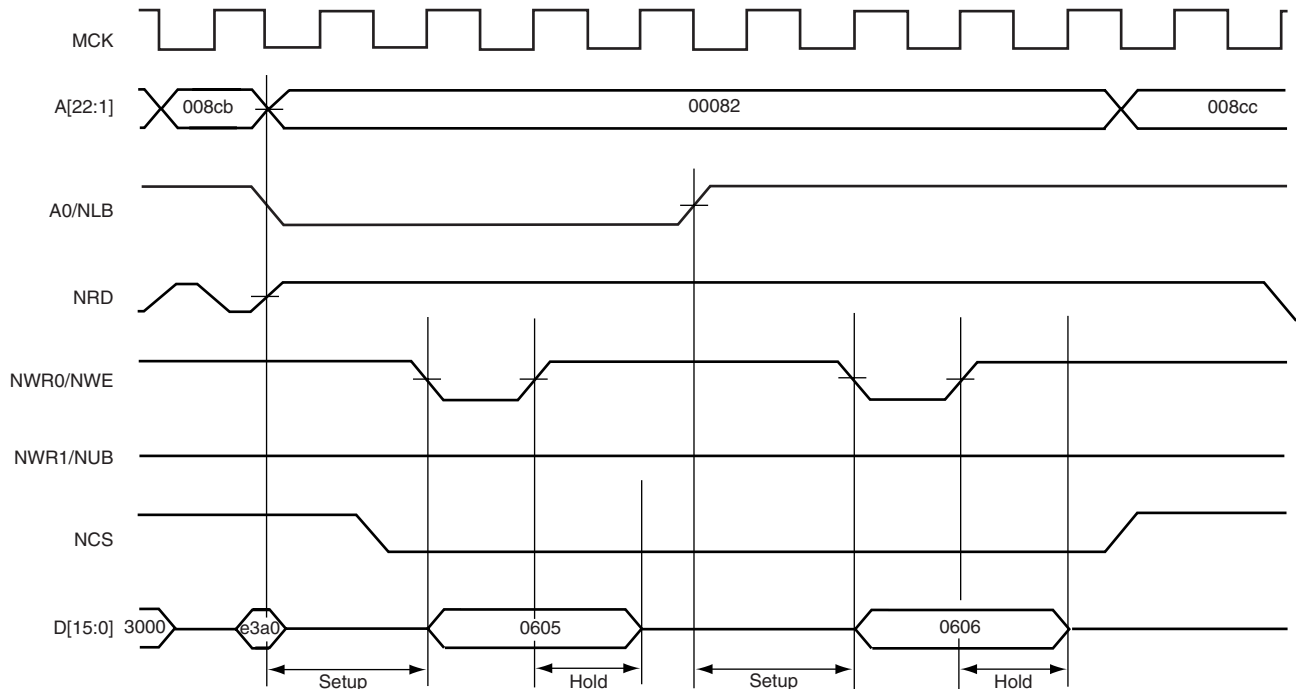 MCK
A[22:1] 008cb 00082 008cc
A0/NLB
NRD
NWR0/NWE
NWR1/NUB
NCS
D[15:0] 3000 e3a0 0605 0606
Setup Hold Setup Hold